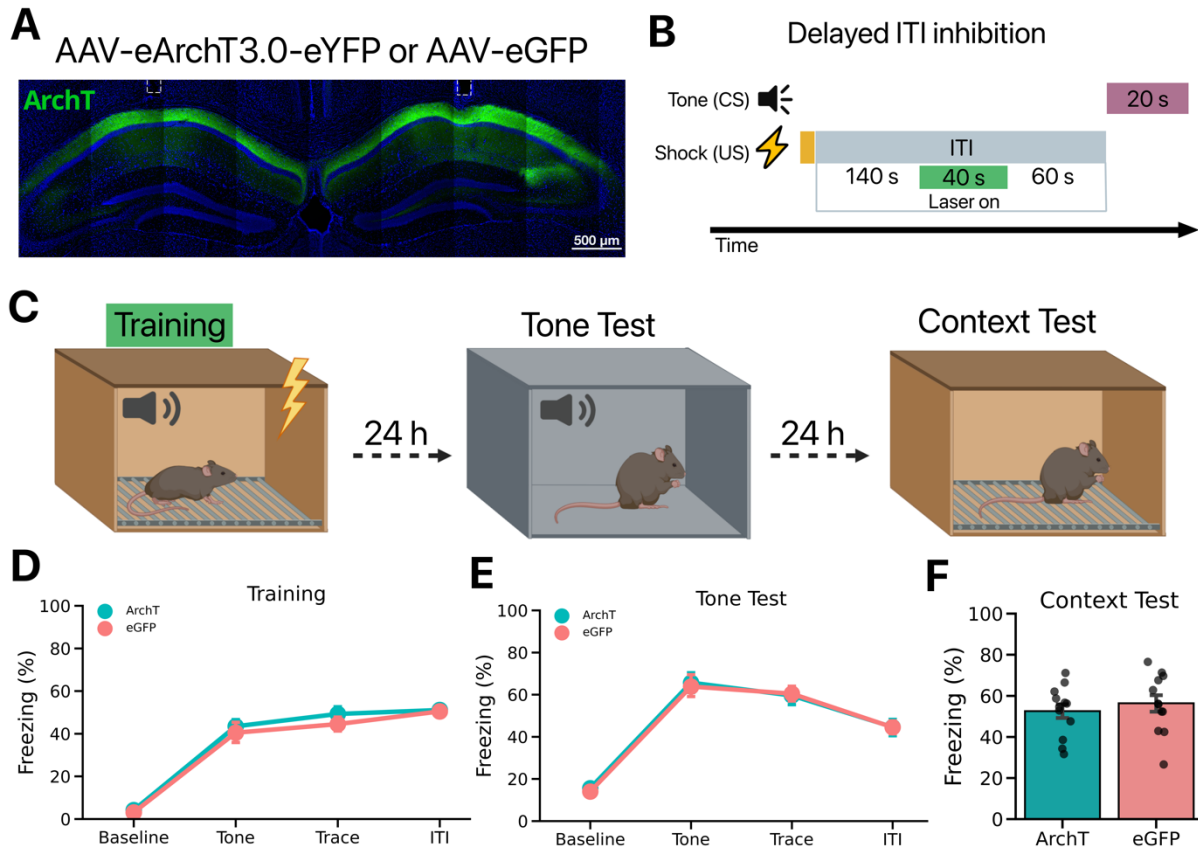 A
AAV-eArchT3.0-eYFP or AAV-eGFP
ArchT
500 µm
B
Delayed ITI inhibition
Tone (CS)
20 s
Shock (US)
ITI
140 s
40 s
60 s
Laser on
Time
C
Training
Tone Test
Context Test
24 h
24 h
D
Training
ArchT
eGFP
Freezing (%)
100
80
60
40
20
0
Baseline
Tone
Trace
ITI
E
Tone Test
ArchT
eGFP
Freezing (%)
100
80
60
40
20
0
Baseline
Tone
Trace
ITI
F
Context Test
Freezing (%)
100
80
60
40
20
0
ArchT
eGFP